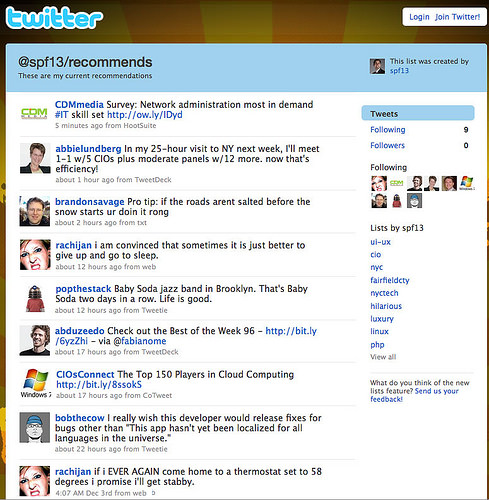 twitter
Login Join Twitter!
@spf13/recommends
These are my current recommendations
This list was created by
spf13
CDMmedia Survey: Network administration most in demand
#IT skill set http://ow.ly/IDyd
5 minutes ago from HootSuite
abbielundberg In my 25-hour visit to NY next week, I'll meet
1-1 w/5 CIOs plus moderate panels w/12 more. now that's
efficiency!
about 1 hour ago from TweetDeck
brandonsavage Pro tip: if the roads arent salted before the
snow starts ur doin it rong
about 2 hours ago from txt
rachijan i am convinced that sometimes it is just better to
give up and go to sleep.
about 12 hours ago from web
popthestack Baby Soda jazz band in Brooklyn. That's Baby
Soda two days in a row. Life is good.
about 12 hours ago from Tweetie
abduzeedo Check out the Best of the Week 96 - http://bit.ly
/6yzZhi - via @fabianome
about 17 hours ago from TweetDeck
CIOsConnect The Top 150 Players in Cloud Computing
http://bit.ly/8ssokS
about 17 hours ago from CoTweet
bobthecow I really wish this developer would release fixes for
bugs other than "This app hasn't yet been localized for all
languages in the universe."
about 22 hours ago from Tweetie
rachijan if i EVER AGAIN come home to a thermostat set to 58
degrees i promise i'll get stabby.
4:07 AM Dec 3rd from web
CDM
Windows 7
Tweets
Following 9
Followers 0
Following
Lists by spf13
ui-ux
cio
nyc
fairfieldcty
nyctech
hilarious
luxury
linux
php
View all
What do you think of the new
lists feature? Send us your
feedback!